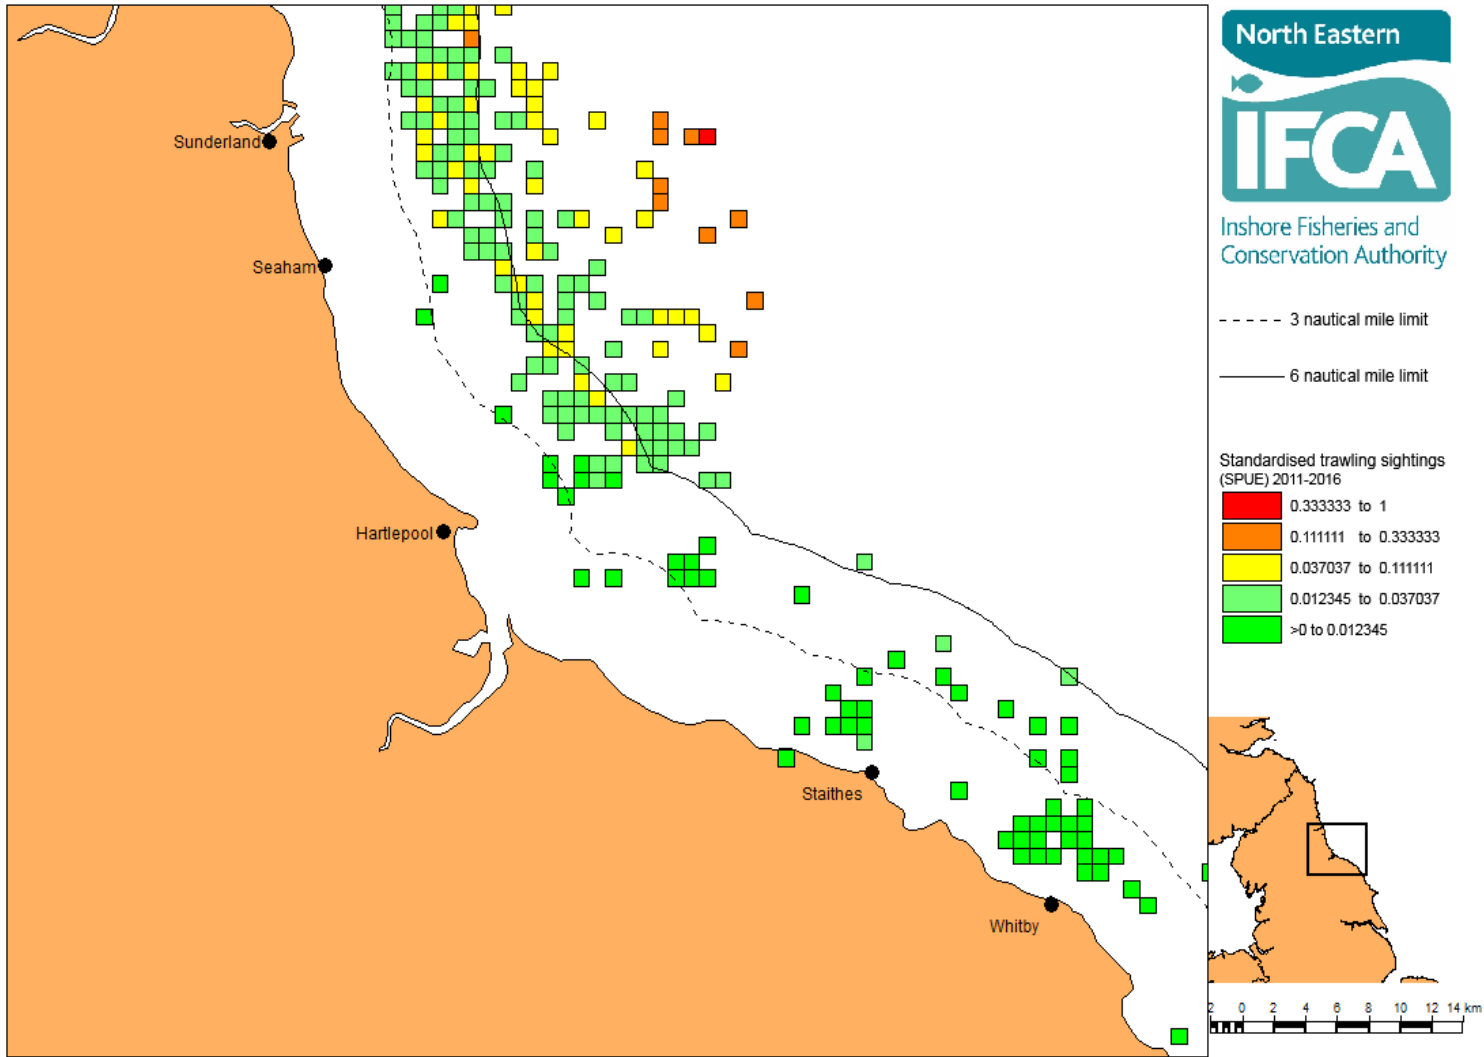 North Eastern
IFCA
Inshore Fisheries and
Conservation Authority
Sunderland
Seaham
Hartlepool
Staithes
Whitby
3 nautical mile limit
6 nautical mile limit
Standardised trawling sightings
(SPUE) 2011-2016
0.333333 to 1
0.111111 to 0.333333
0.037037 to 0.111111
0.012345 to 0.037037
>0 to 0.012345
2 0 2 4 6 8 10 12 14 km